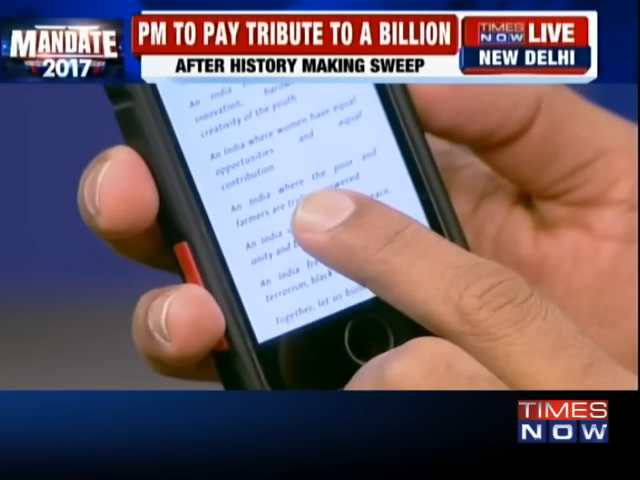 MANDATE
2017
PM TO PAY TRIBUTE TO A BILLION
AFTER HISTORY MAKING SWEEP
TIMES
NOW
LIVE
NEW DELHI
An India
innovation,
creativity of the youth
An India where women have equal
opportunities and equal
contribution
An India where the poor and
farmers are
An India
unity and
An India
terrorism, black
Together, let us
TIMES
NOW